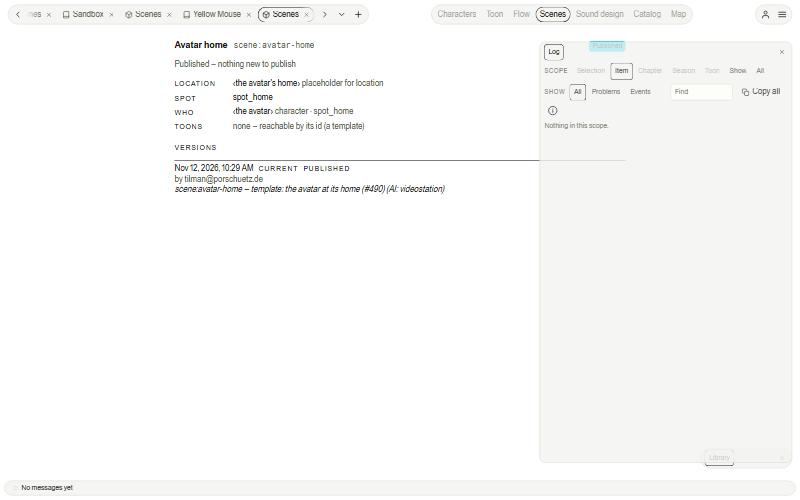 nes × Sandbox × Scenes × Yellow Mouse × Scenes ×
Characters Toon Flow Scenes Sound design Catalog Map
Avatar home scene:avatar-home
Published – nothing new to publish
LOCATION ‹the avatar's home› placeholder for location
SPOT spot_home
WHO ‹the avatar› character · spot_home
TOONS none – reachable by its id (a template)
VERSIONS
Nov 12, 2026, 10:29 AM CURRENT PUBLISHED
by tilman@porschuetz.de
scene:avatar-home – template: the avatar at its home (#490) (AI: videostation)
Published
Log ×
SCOPE Selection Item Chapter Season Toon Show All
SHOW All Problems Events Find Copy all
Nothing in this scope.
Library ×
No messages yet